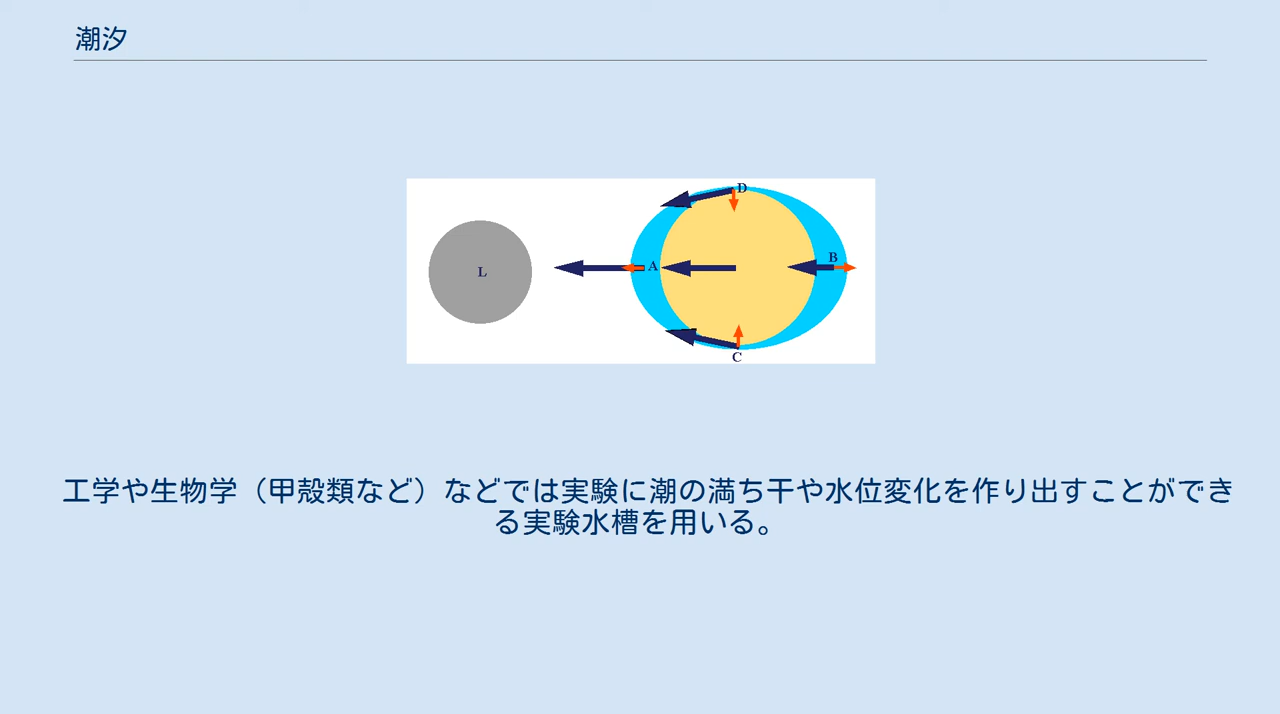 潮汐
D
B
A
L
C
工学や生物学（甲殻類など）などでは実験に潮の満ち干や水位変化を作り出すことができ
る実験水槽を用いる。